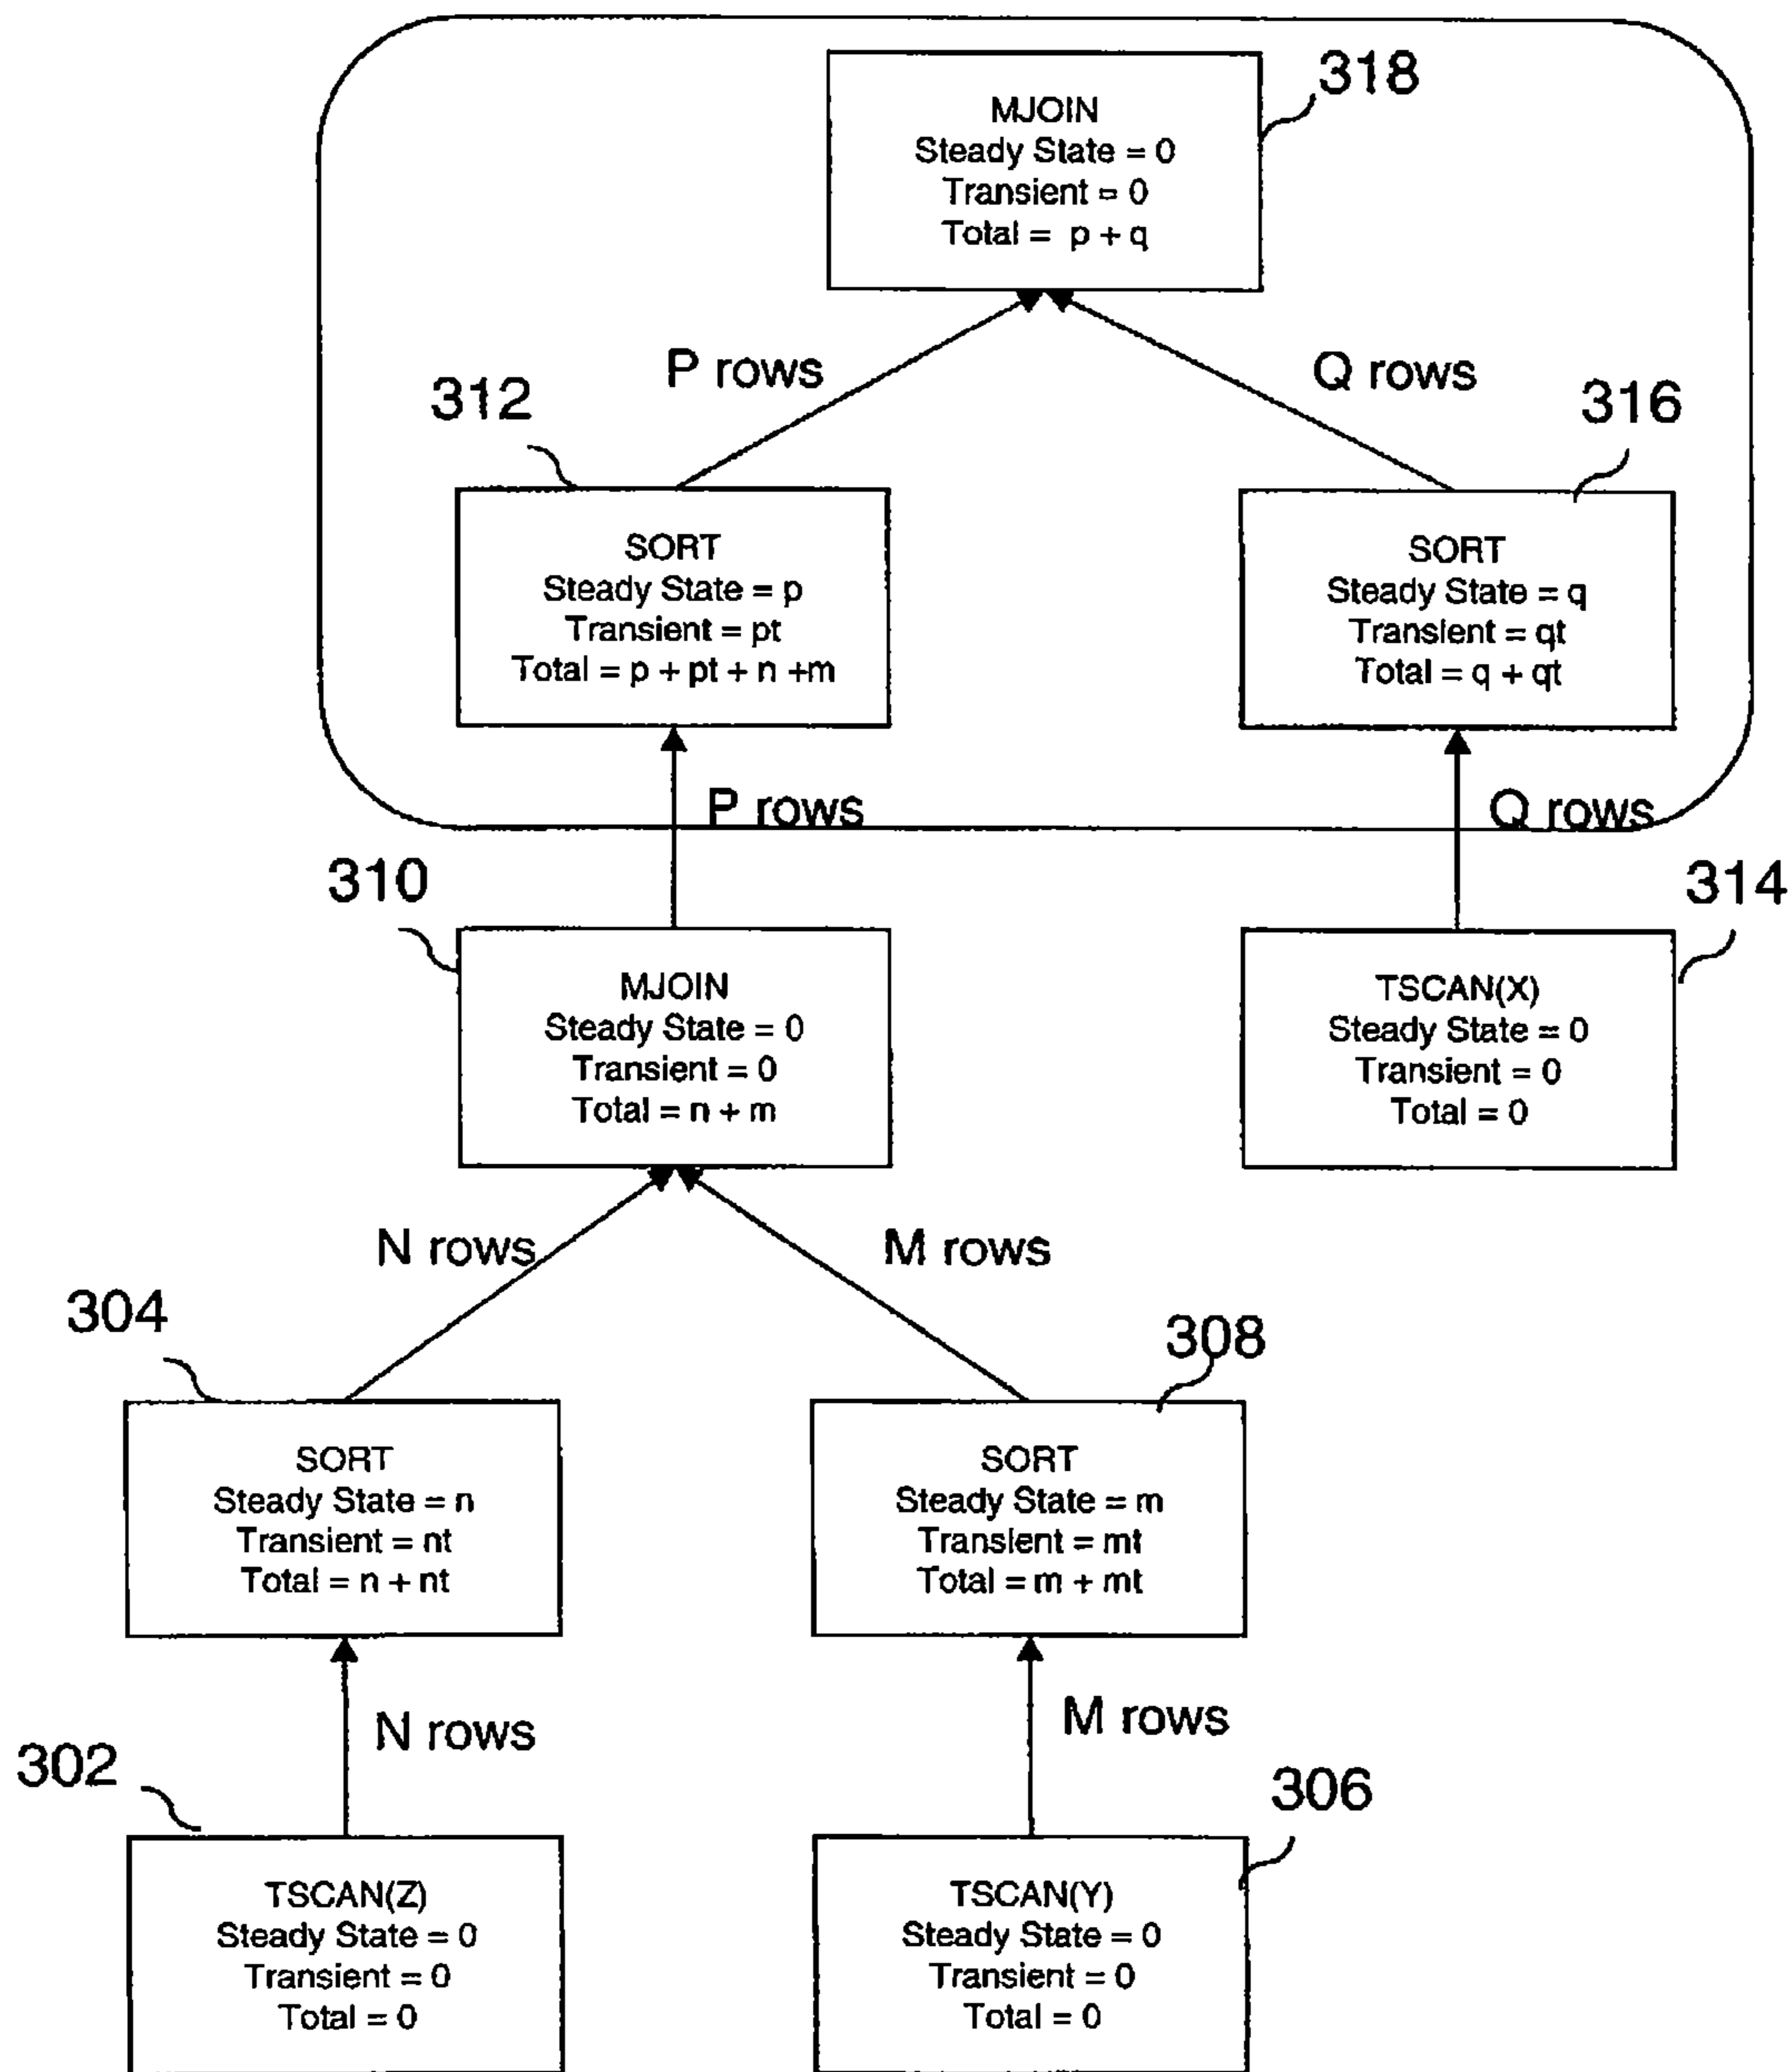 318
MJOIN
Steady State = 0
Transient = 0
Total = p + q
P rows
Q rows
312
316
SORT
Steady State = p
Transient = pt
Total = p + pt + n +m
SORT
Steady State = q
Transient = qt
Total = q + qt
P rows
Q rows
310
314
MJOIN
Steady State = 0
Transient = 0
Total = n + m
TSCAN(X)
Steady State = 0
Transient = 0
Total = 0
N rows
M rows
304
308
SORT
Steady State = n
Transient = nt
Total = n + nt
SORT
Steady State = m
Transient = mt
Total = m + mt
N rows
M rows
302
306
TSCAN(Z)
Steady State = 0
Transient = 0
Total = 0
TSCAN(Y)
Steady State = 0
Transient = 0
Total = 0